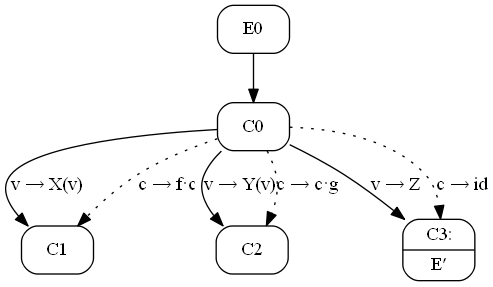 E0
C0
v → X(v) c → f·c v → Y(v) c → c·g v → Z c → id
C1 C2 C3:
E′